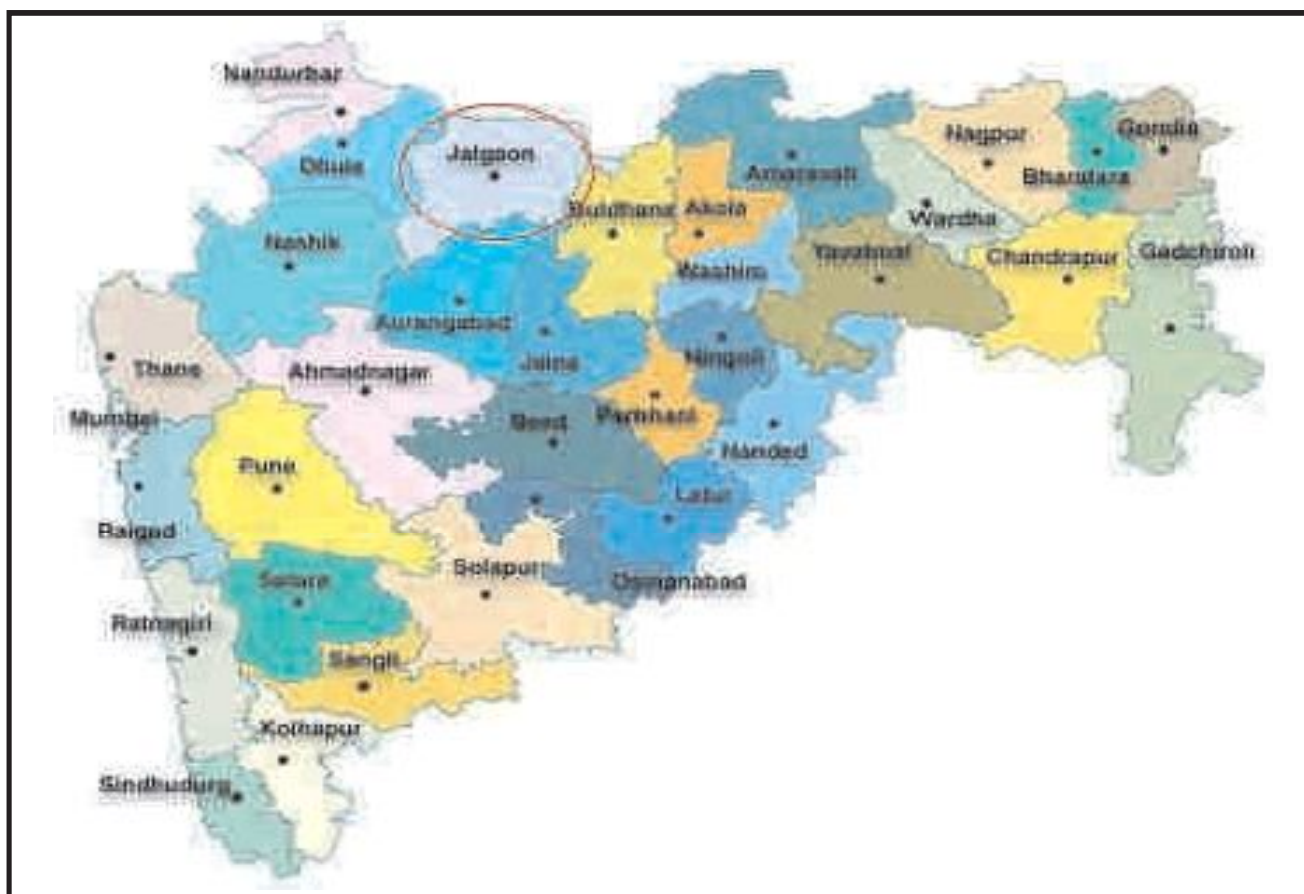 Nandurbar
Dhule
Jalgaon
Nashik
Buldhana
Akola
Amaravati
Nagpur
Bhandara
Gondia
Wardha
Washim
Yavatmal
Chandrapur
Gadchiroli
Aurangabad
Jalna
Hingoli
Thane
Ahmadnagar
Mumbai
Beed
Parbhani
Nanded
Pune
Latur
Raigad
Solapur
Osmanabad
Satara
Ratnagiri
Sangli
Kolhapur
Sindhudurg